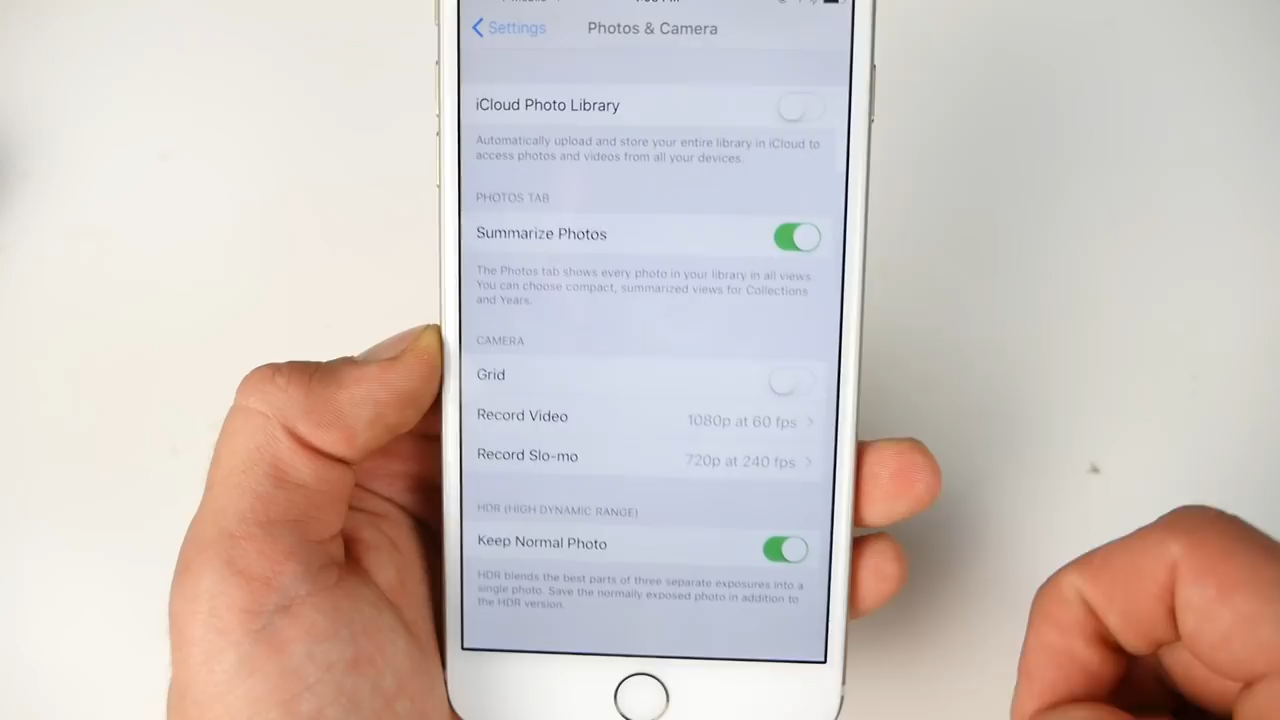 Settings
Photos & Camera
iCloud Photo Library
Automatically upload and store your entire library in iCloud to
access photos and videos from all your devices.
PHOTOS TAB
Summarize Photos
The Photos tab shows every photo in your library in all views.
You can choose compact, summarized views for Collections
and Years.
CAMERA
Grid
Record Video 1080p at 60 fps
Record Slo-mo 720p at 240 fps
HDR (HIGH DYNAMIC RANGE)
Keep Normal Photo
HDR blends the best parts of three separate exposures into a
single photo. Save the normally exposed photo in addition to
the HDR version.